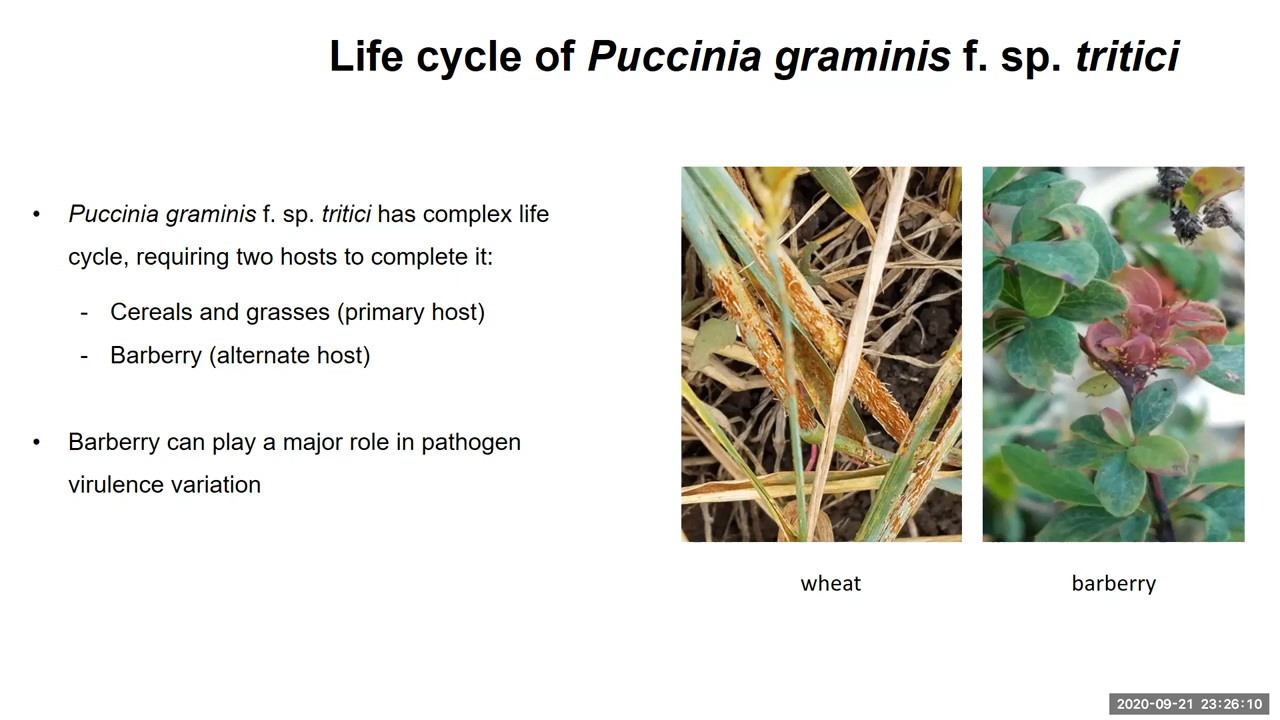 Life cycle of Puccinia graminis f. sp. tritici
• Puccinia graminis f. sp. tritici has complex life
cycle, requiring two hosts to complete it:
- Cereals and grasses (primary host)
- Barberry (alternate host)
• Barberry can play a major role in pathogen
virulence variation
wheat
barberry
2020-09-21 23:26:10